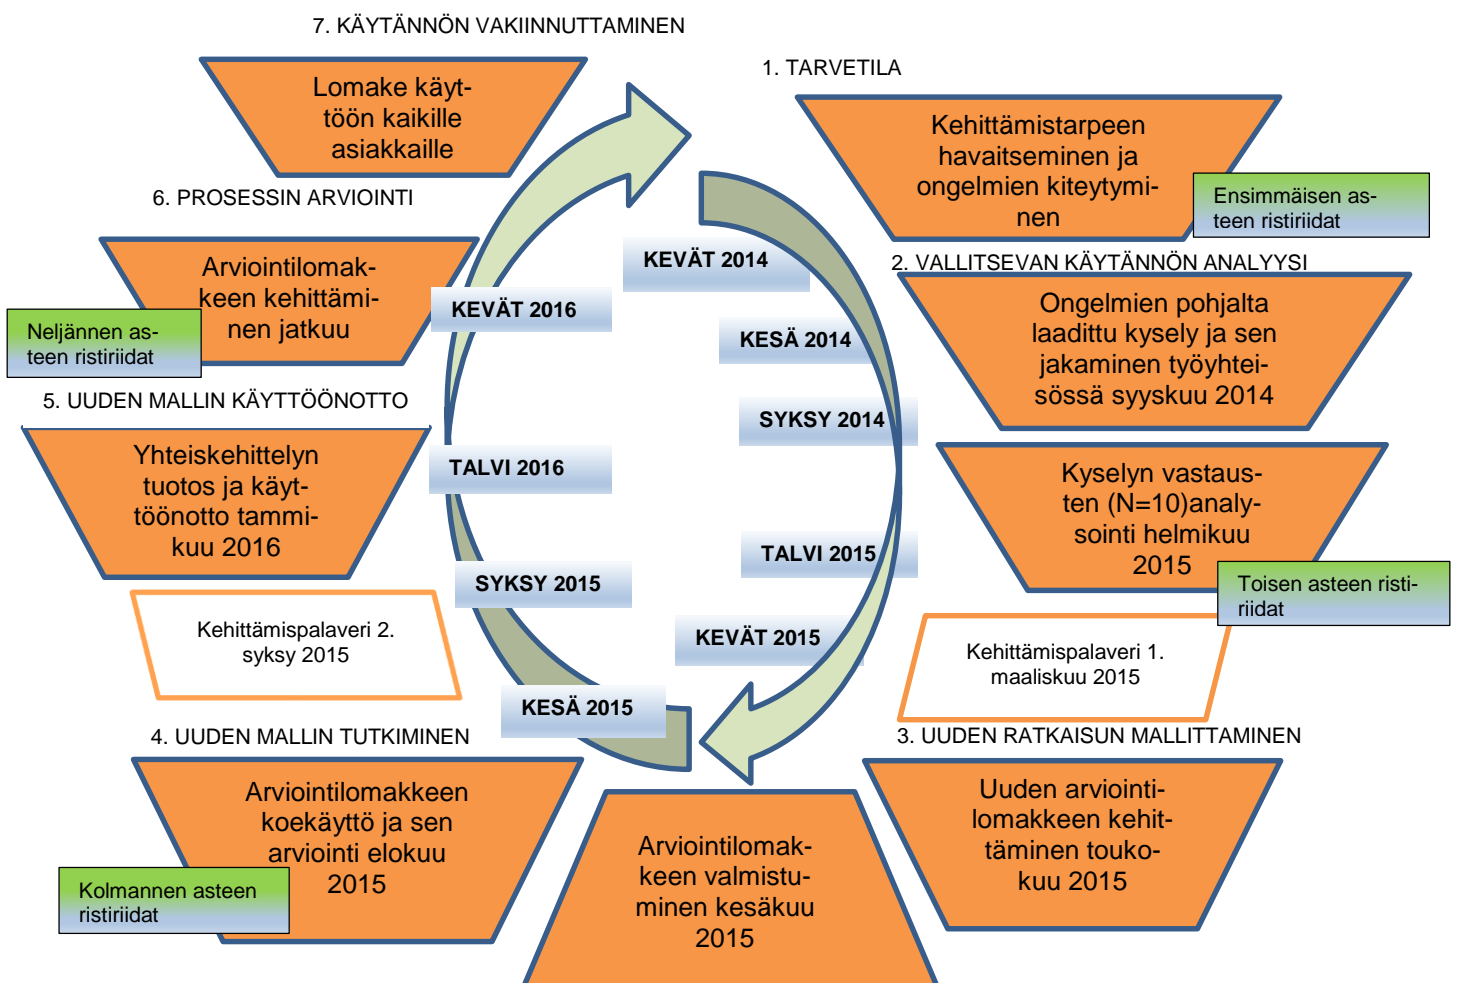 7. KÄYTÄNNÖN VAKIINNUTTAMINEN
Lomake käyt-
töön kaikille
asiakkaille
1. TARVETILA
Kehittämistarpeen
havaitseminen ja
ongelmien kiteytymi-
nen
Ensimmäisen as-
teen ristiriidat
2. VALLITSEVAN KÄYTÄNNÖN ANALYYSI
Ongelmien pohjalta
laadittu kysely ja sen
jakaminen työyhtei-
sössä syyskuu 2014
Kyselyn vastaus-
ten (N=10)analy-
sointi helmikuu
2015
Toisen asteen risti-
riidat
Kehittämispalaveri 1.
maaliskuu 2015
3. UUDEN RATKAISUN MALLITTAMINEN
Uuden arviointi-
lomakkeen kehit-
täminen touko-
kuu 2015
Arviointilomak-
keen valmistu-
minen kesäkuu
2015
4. UUDEN MALLIN TUTKIMINEN
Arviointilomakkeen
koekäyttö ja sen
arviointi elokuu
2015
Kolmannen asteen
ristiriidat
Kehittämispalaveri 2.
syksy 2015
5. UUDEN MALLIN KÄYTTÖÖNOTTO
Yhteiskehittelyn
tuotos ja käyt-
töönotto tammi-
kuu 2016
6. PROSESSIN ARVIOINTI
Arviointilomak-
keen kehittämi-
nen jatkuu
Neljännen as-
teen ristiriidat
KEVÄT 2014
KESÄ 2014
SYKSY 2014
TALVI 2015
KEVÄT 2015
KESÄ 2015
SYKSY 2015
TALVI 2016
KEVÄT 2016